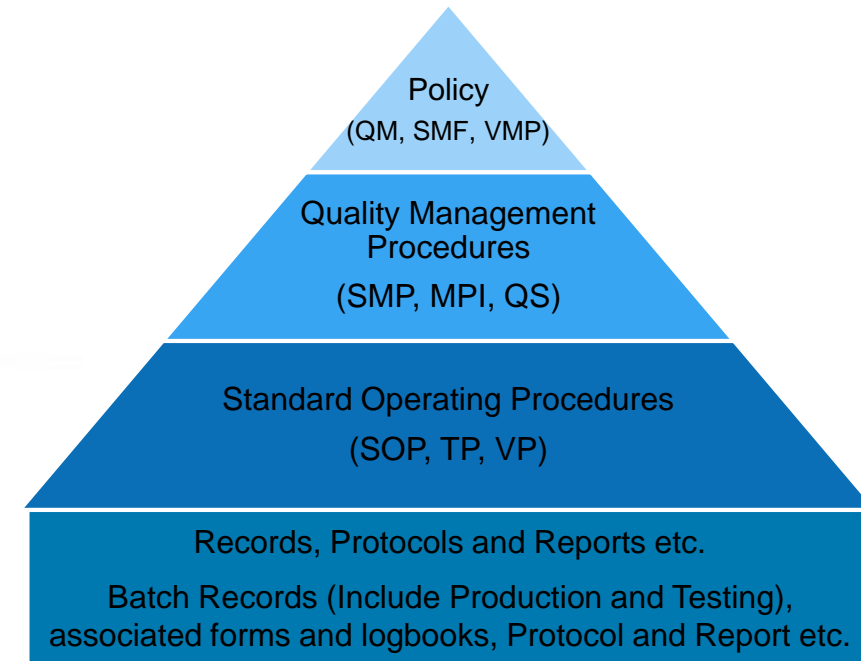 Policy
(QM, SMF, VMP)
Quality Management
Procedures
(SMP, MPI, QS)
Standard Operating Procedures
(SOP, TP, VP)
Records, Protocols and Reports etc.
Batch Records (Include Production and Testing),
associated forms and logbooks, Protocol and Report etc.